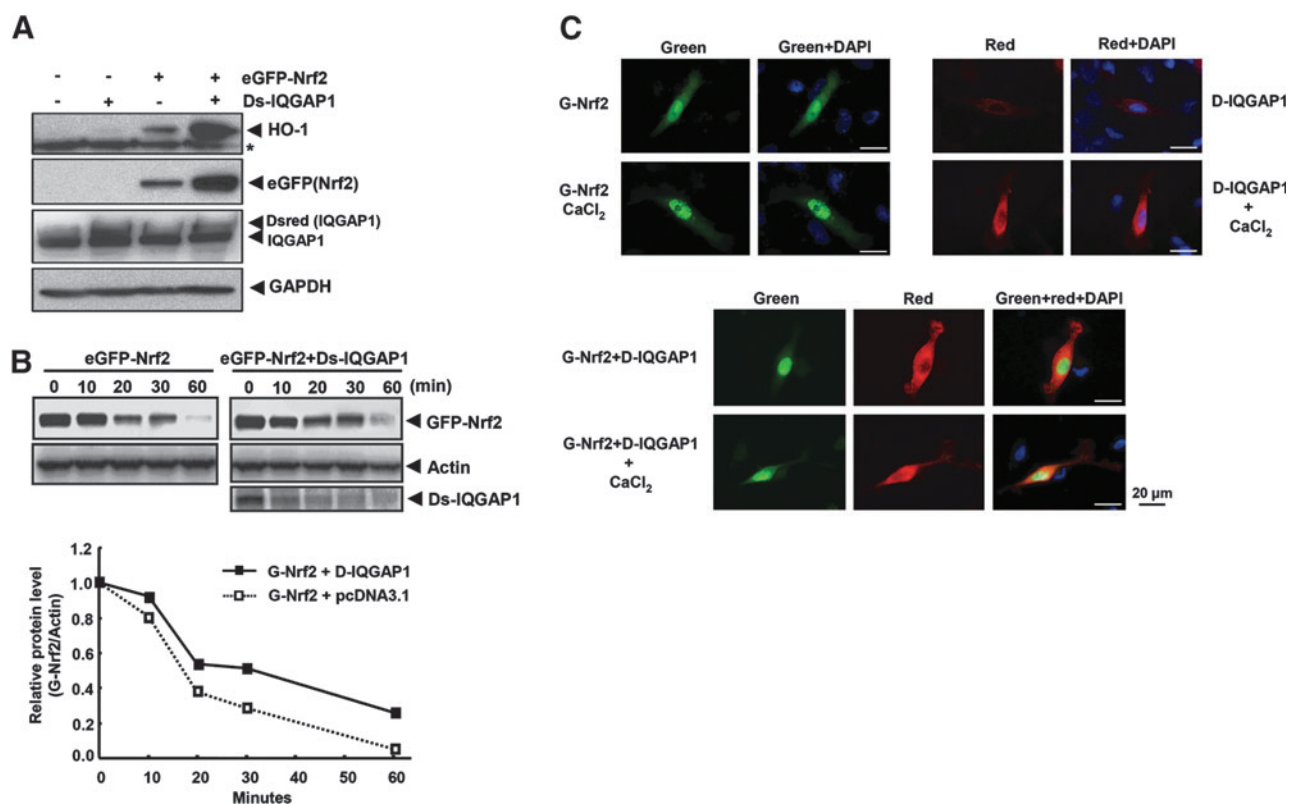 A
- - + + eGFP-Nrf2
- + - + Ds-IQGAP1
HO-1
*
eGFP(Nrf2)
Dsred (IQGAP1)
IQGAP1
GAPDH
B
eGFP-Nrf2 eGFP-Nrf2+Ds-IQGAP1
0 10 20 30 60 0 10 20 30 60 (min)
GFP-Nrf2
Actin
Ds-IQGAP1
1.2
1.0
0.8
0.6
0.4
0.2
0.0
Relative protein level
(G-Nrf2/Actin)
G-Nrf2 + D-IQGAP1
G-Nrf2 + pcDNA3.1
0 10 20 30 40 50 60
Minutes
C
Green Green+DAPI Red Red+DAPI
G-Nrf2 D-IQGAP1
G-Nrf2
CaCl₂
D-IQGAP1
+
CaCl₂
Green Red Green+red+DAPI
G-Nrf2+D-IQGAP1
G-Nrf2+D-IQGAP1
+
CaCl₂
20 µm